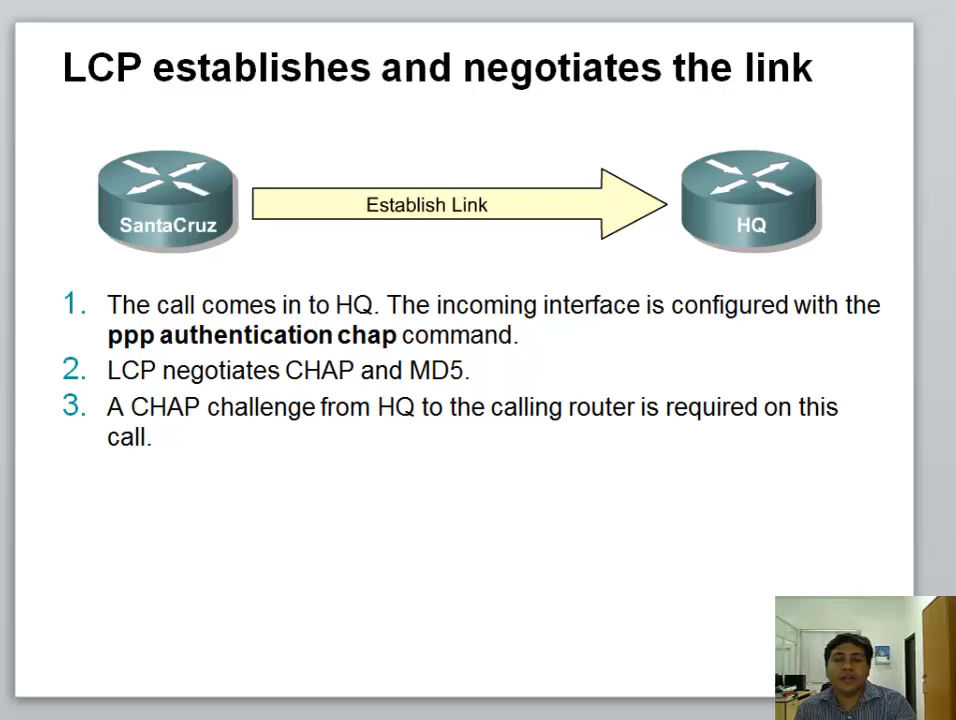 LCP establishes and negotiates the link
Establish Link
SantaCruz
HQ
1. The call comes in to HQ. The incoming interface is configured with the
ppp authentication chap command.
2. LCP negotiates CHAP and MD5.
3. A CHAP challenge from HQ to the calling router is required on this
call.